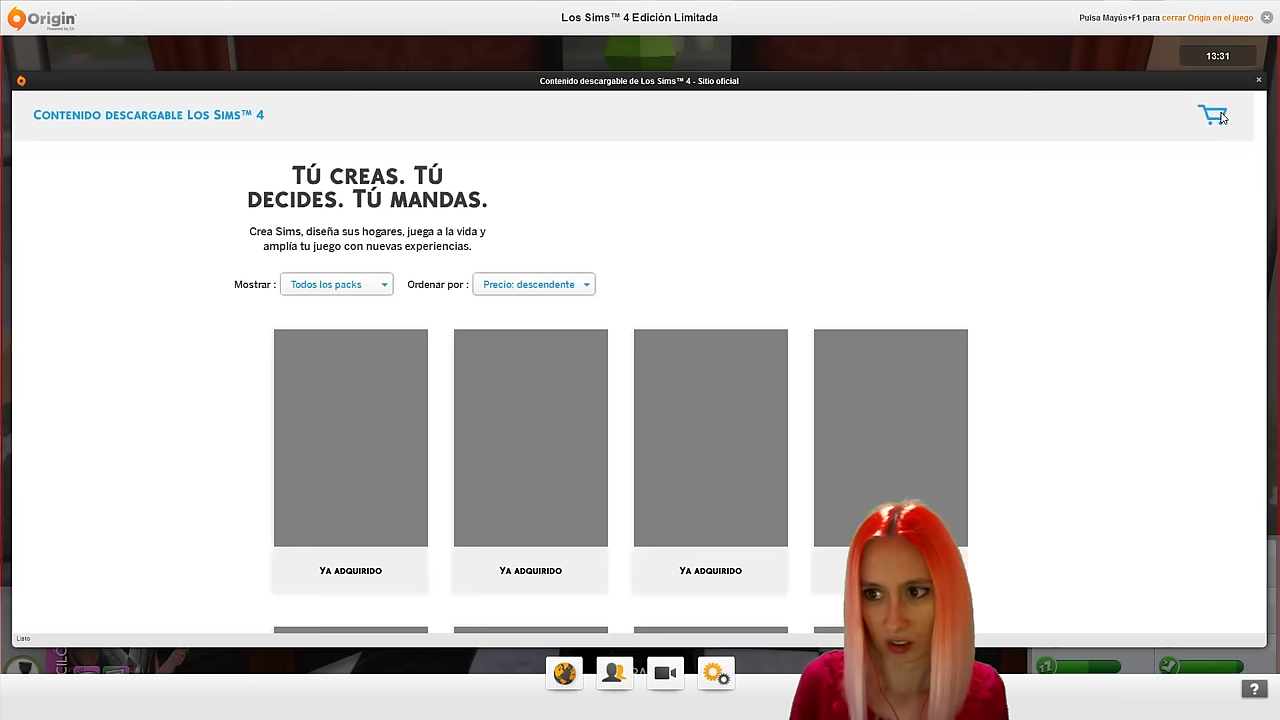 Origin
Powered by EA
Los Sims™ 4 Edición Limitada
Pulsa Mayús+F1 para cerrar Origin en el juego
13:31
Contenido descargable de Los Sims™ 4 - Sitio oficial
Contenido descargable Los Sims™ 4
Tú creas. Tú
decides. Tú mandas.
Crea Sims, diseña sus hogares, juega a la vida y
amplía tu juego con nuevas experiencias.
Mostrar : Todos los packs Ordenar por : Precio: descendente
Ya adquirido Ya adquirido Ya adquirido
Listo
?